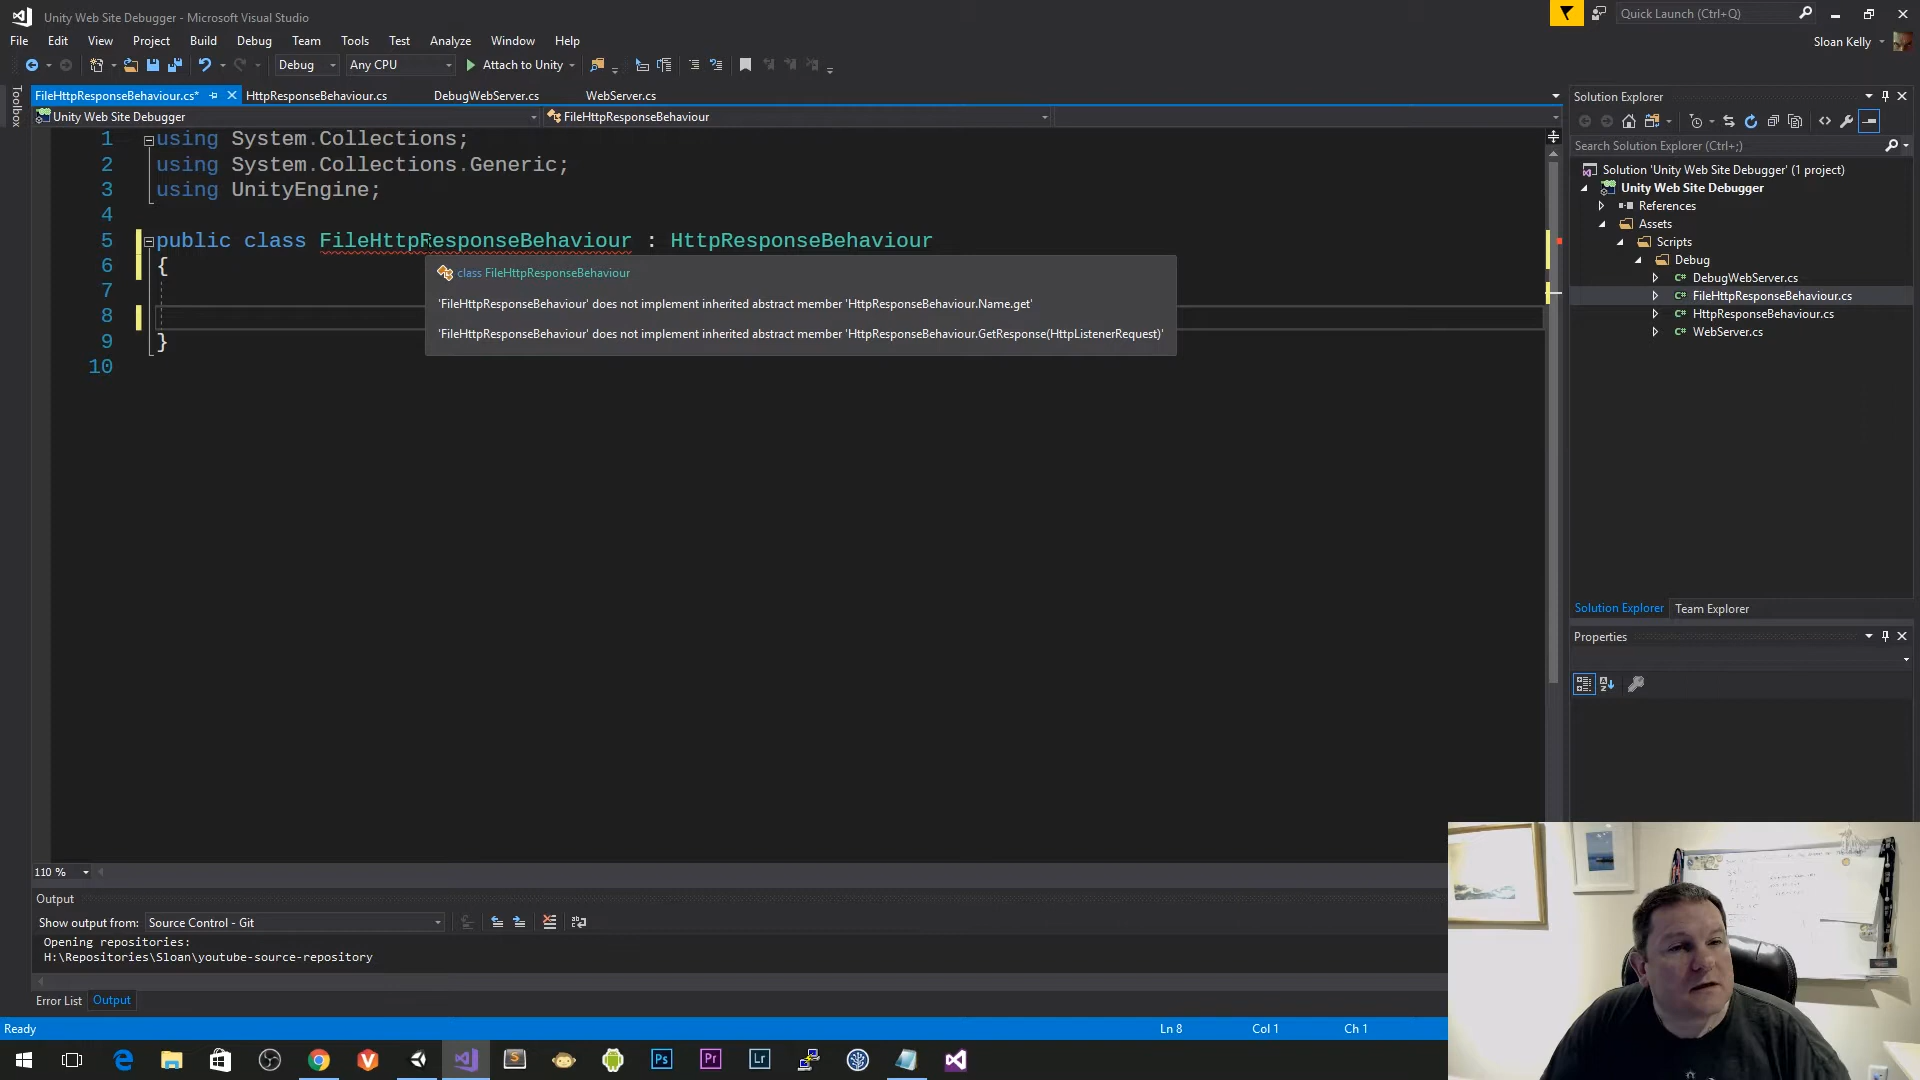 Unity Web Site Debugger - Microsoft Visual Studio
Quick Launch (Ctrl+Q)
File Edit View Project Build Debug Team Tools Test Analyze Window Help
Sloan Kelly
Debug Any CPU Attach to Unity
Toolbox
FileHttpResponseBehaviour.cs* HttpResponseBehaviour.cs DebugWebServer.cs WebServer.cs
Unity Web Site Debugger FileHttpResponseBehaviour
1 using System.Collections;
2 using System.Collections.Generic;
3 using UnityEngine;
4
5 public class FileHttpResponseBehaviour : HttpResponseBehaviour
6 {
7
8
9 }
10
class FileHttpResponseBehaviour
'FileHttpResponseBehaviour' does not implement inherited abstract member 'HttpResponseBehaviour.Name.get'
'FileHttpResponseBehaviour' does not implement inherited abstract member 'HttpResponseBehaviour.GetResponse(HttpListenerRequest)'
Solution Explorer
Search Solution Explorer (Ctrl+;)
Solution 'Unity Web Site Debugger' (1 project)
Unity Web Site Debugger
References
Assets
Scripts
Debug
C# DebugWebServer.cs
C# FileHttpResponseBehaviour.cs
C# HttpResponseBehaviour.cs
C# WebServer.cs
Solution Explorer Team Explorer
Properties
110 %
Output
Show output from: Source Control - Git
Opening repositories:
H:\Repositories\Sloan\youtube-source-repository
Error List Output
Ready Ln 8 Col 1 Ch 1
Ps Pr Lr